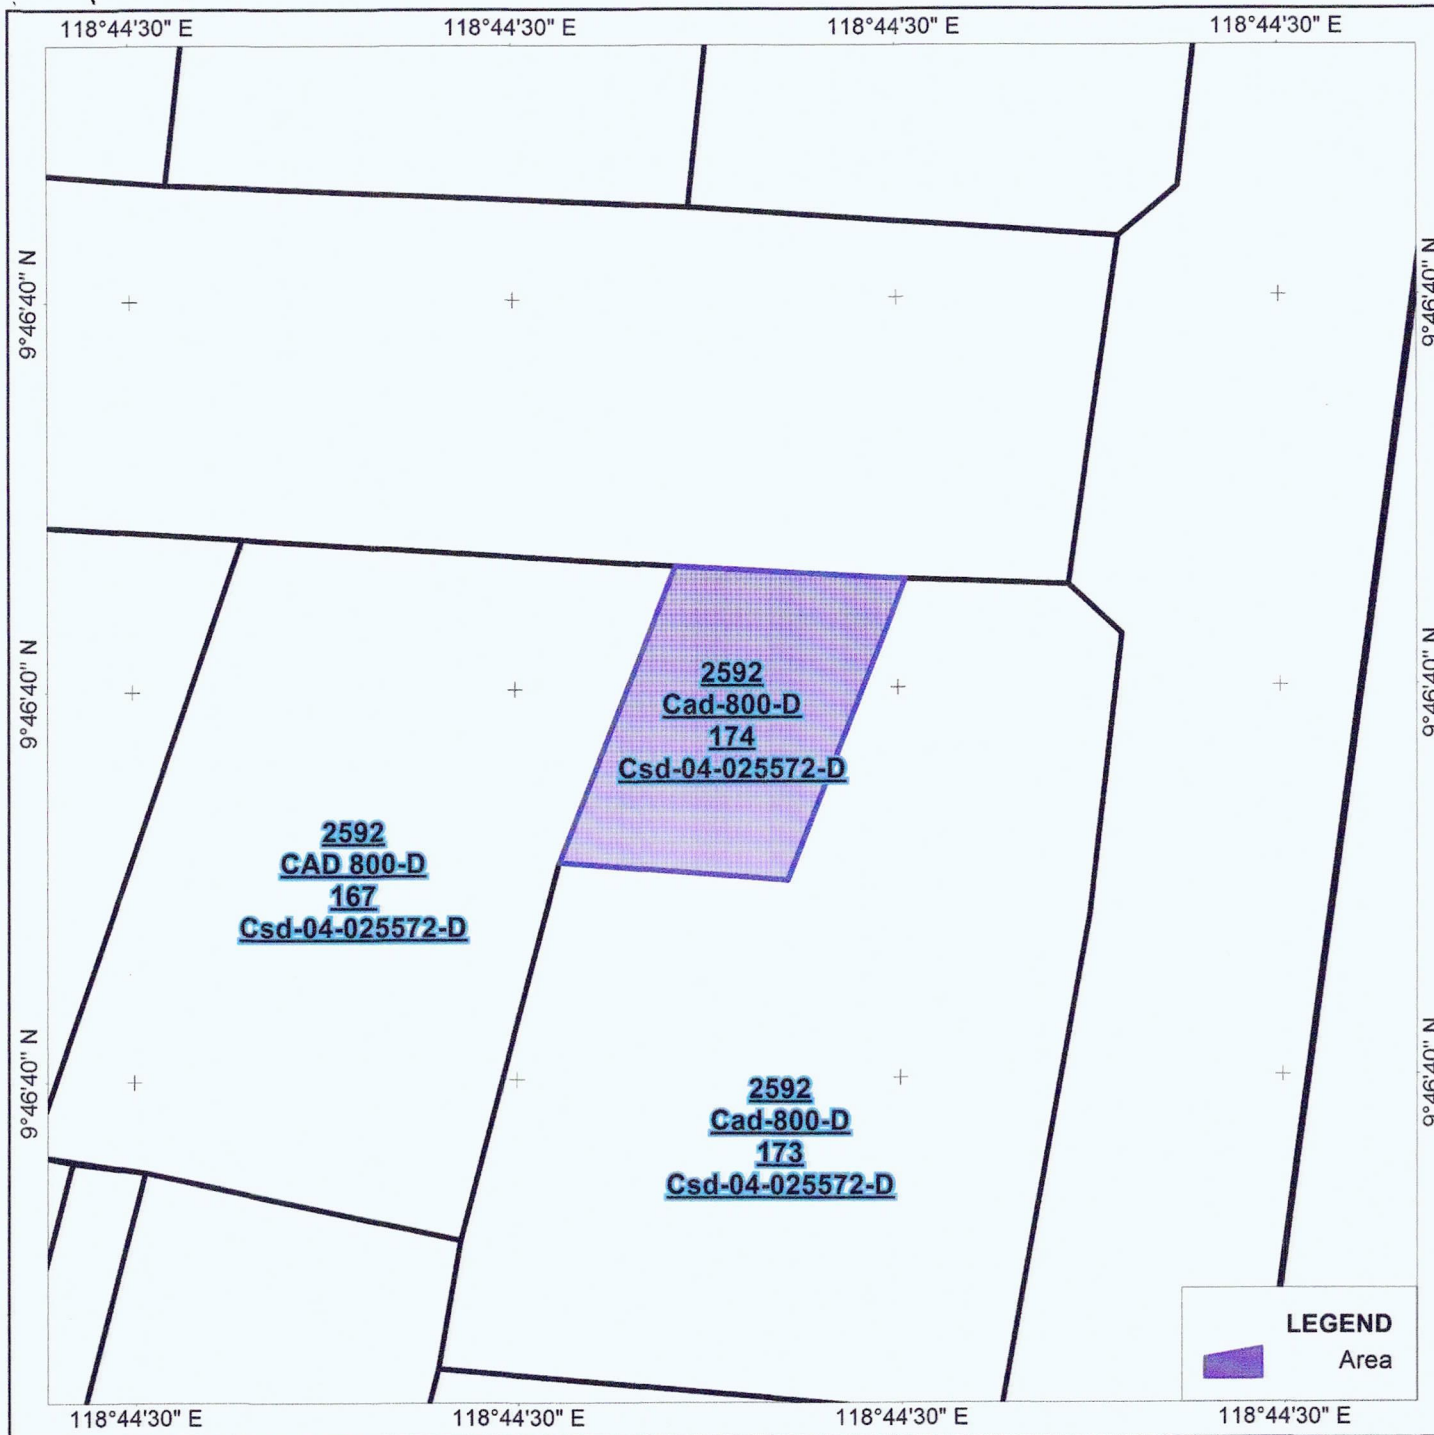 118°44'30" E 118°44'30" E 118°44'30" E 118°44'30" E
9°46'40" N
9°46'40" N
9°46'40" N
9°46'40" N
9°46'40" N
9°46'40" N
2592
Cad-800-D
174
Csd-04-025572-D
2592
CAD 800-D
167
Csd-04-025572-D
2592
Cad-800-D
173
Csd-04-025572-D
LEGEND
Area
118°44'30" E 118°44'30" E 118°44'30" E 118°44'30" E